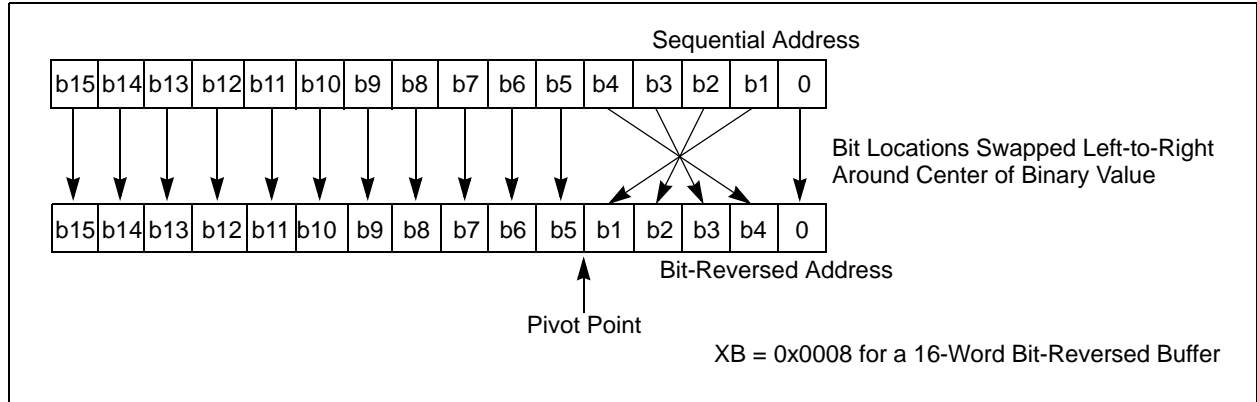 Sequential Address
b15 b14 b13 b12 b11 b10 b9 b8 b7 b6 b5 b4 b3 b2 b1 0
Bit Locations Swapped Left-to-Right
Around Center of Binary Value
b15 b14 b13 b12 b11 b10 b9 b8 b7 b6 b5 b1 b2 b3 b4 0
Bit-Reversed Address
Pivot Point
XB = 0x0008 for a 16-Word Bit-Reversed Buffer